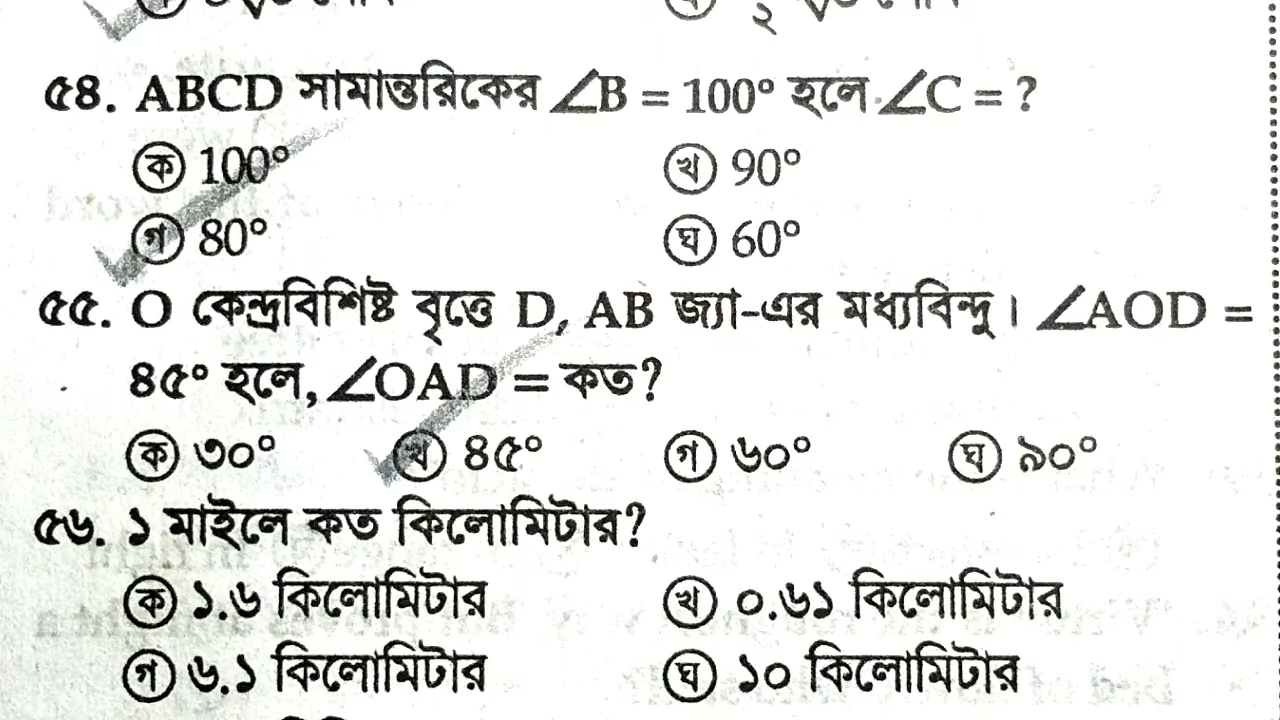 ৫৪. ABCD সামান্তরিকের ∠B = 100° হলে ∠C = ?
ক 100° খ 90°
গ 80° ঘ 60°
৫৫. O কেন্দ্রবিশিষ্ট বৃত্তে D, AB জ্যা-এর মধ্যবিন্দু। ∠AOD =
৪৫° হলে, ∠OAD = কত?
ক ৩০° খ ৪৫° গ ৬০° ঘ ৯০°
৫৬. ১ মাইলে কত কিলোমিটার?
ক ১.৬ কিলোমিটার খ ০.৬১ কিলোমিটার
গ ৬.১ কিলোমিটার ঘ ১০ কিলোমিটার